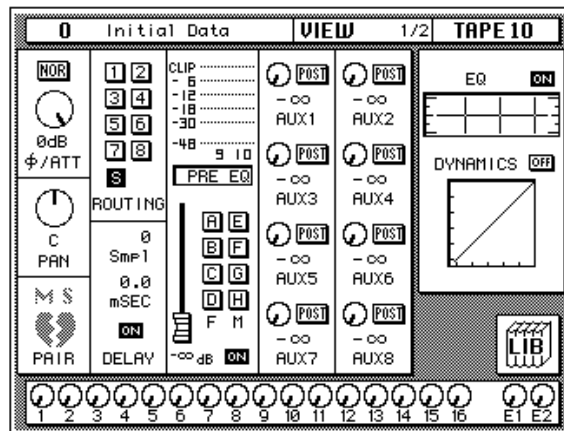 0 Initial Data VIEW 1/2 TAPE 10
NOR
0dB
ϕ/ATT
C
PAN
M S
PAIR
1 2
3 4
5 6
7 8
S
ROUTING
0
Smpl
0.0
mSEC
ON
DELAY
CLIP
- 6
-12
-18
-30
-48
9 10
PRE EQ
A E
B F
C G
D H
F M
-∞ dB ON
POST POST
-∞ -∞
AUX1 AUX2
POST POST
-∞ -∞
AUX3 AUX4
POST POST
-∞ -∞
AUX5 AUX6
POST POST
-∞ -∞
AUX7 AUX8
EQ ON
DYNAMICS OFF
LIB
1 2 3 4 5 6 7 8 9 10 11 12 13 14 15 16 E1 E2